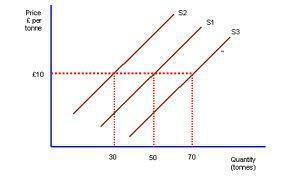 Price
£ per
tonne
S2
S1
S3
£10
30 50 70
Quantity
(tonnes)